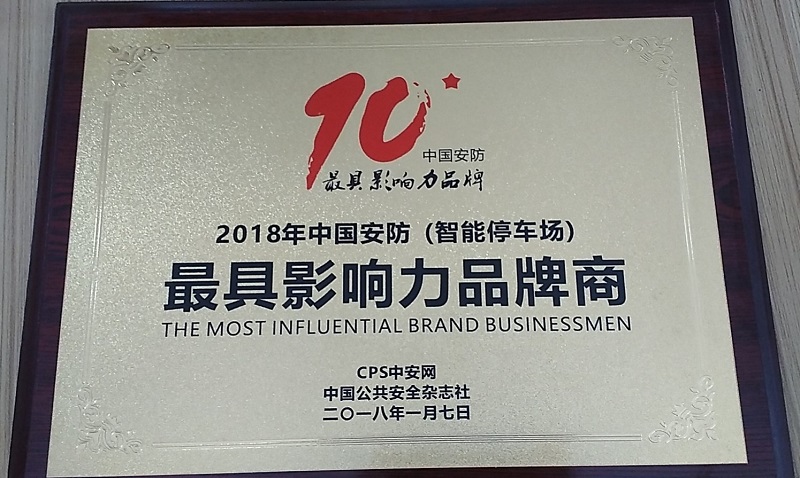 10
中国安防
最具影响力品牌
2018年中国安防（智能停车场）
最具影响力品牌商
THE MOST INFLUENTIAL BRAND BUSINESSMEN
CPS中安网
中国公共安全杂志社
二〇一八年一月七日